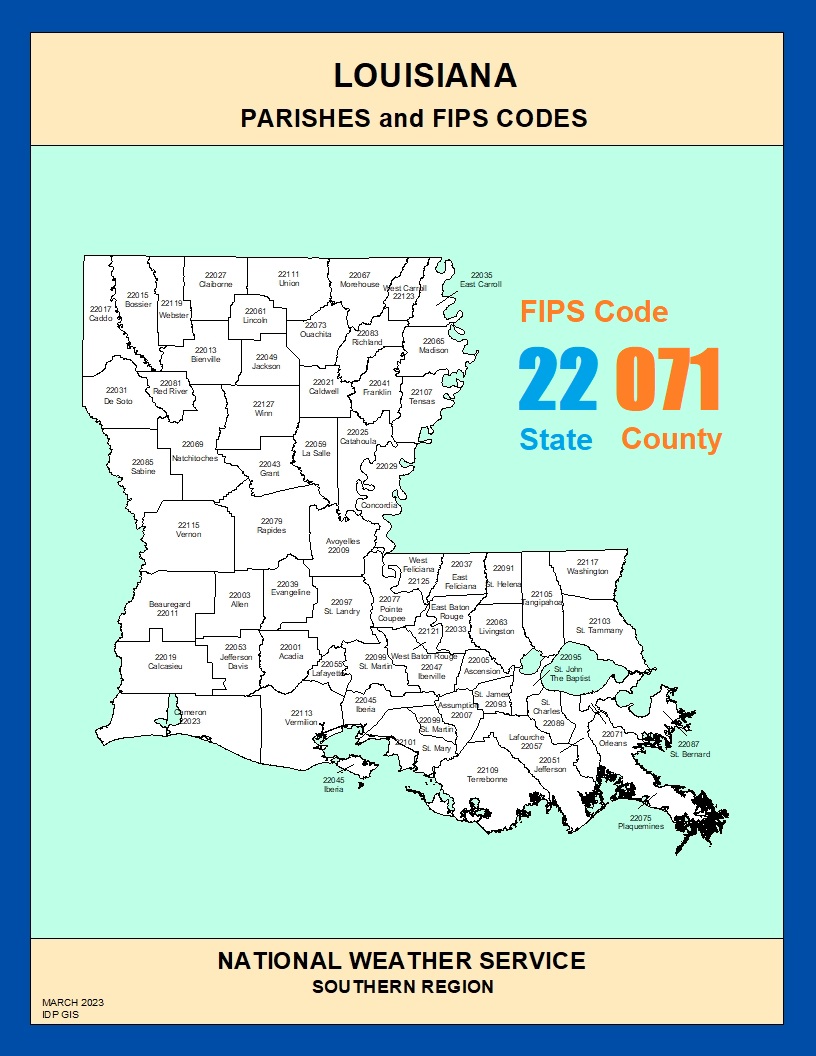 LOUISIANA
PARISHES and FIPS CODES
22017
Caddo
22015
Bossier
22119
Webster
22027
Claiborne
22111
Union
22067
Morehouse
West Carroll
22123
22035
East Carroll
22061
Lincoln
22073
Ouachita
22083
Richland
22065
Madison
22013
Bienville
22049
Jackson
22031
De Soto
22081
Red River
22021
Caldwell
22041
Franklin
22107
Tensas
22127
Winn
22085
Sabine
22069
Natchitoches
22043
Grant
22059
La Salle
22025
Catahoula
22029
Concordia
22115
Vernon
22079
Rapides
Avoyelles
22009
FIPS Code
22 071
State County
West
Feliciana
22125
22037
East
Feliciana
22091
St. Helena
22105
Tangipahoa
22117
Washington
Beauregard
22011
22003
Allen
22039
Evangeline
22097
St. Landry
22077
Pointe
Coupee
East Baton
Rouge
22033
22121
West Baton Rouge
22063
Livingston
22103
St. Tammany
22019
Calcasieu
22053
Jefferson
Davis
22001
Acadia
22055
Lafayette
22099
St. Martin
22047
Iberville
22005
Ascension
22095
St. John
The Baptist
Cameron
22023
22113
Vermilion
22045
Iberia
22099
St. Martin
Assumption
22007
St. James
22093
St.
Charles
22089
22101
St. Mary
Lafourche
22057
22051
Jefferson
22071
Orleans
22087
St. Bernard
22045
Iberia
22109
Terrebonne
22075
Plaquemines
NATIONAL WEATHER SERVICE
SOUTHERN REGION
MARCH 2023
IDP GIS